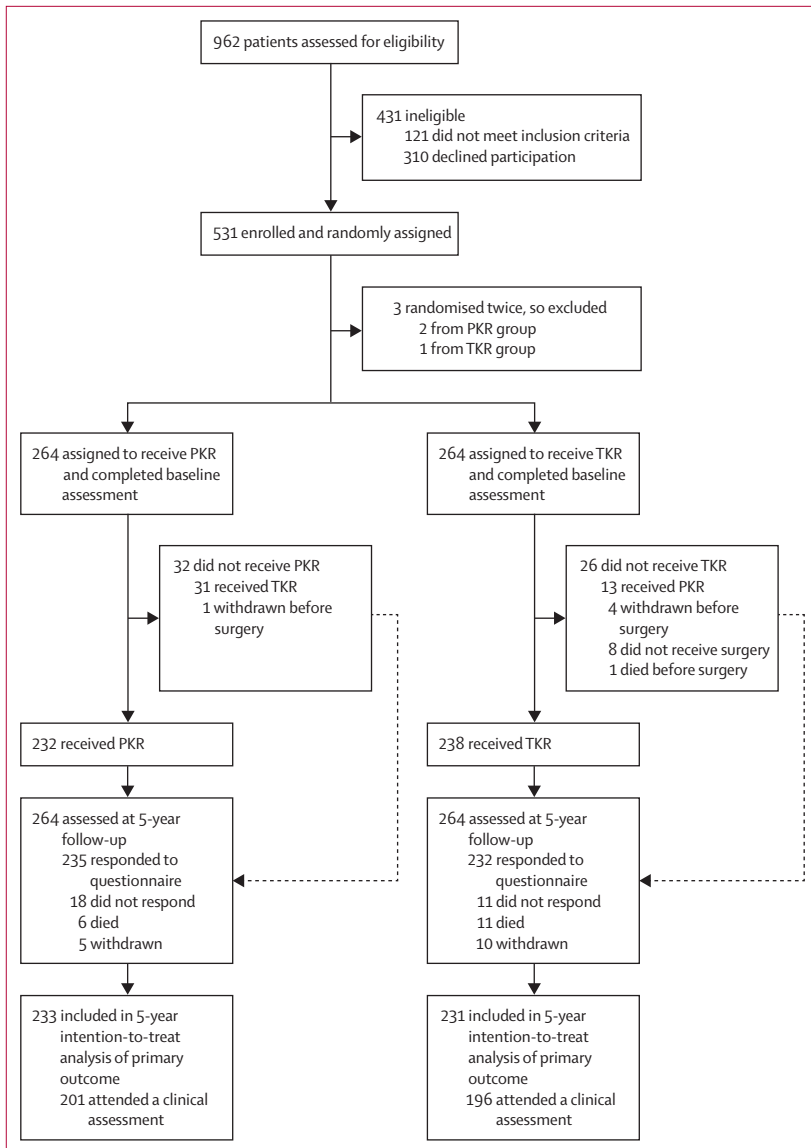 962 patients assessed for eligibility
431 ineligible
121 did not meet inclusion criteria
310 declined participation
531 enrolled and randomly assigned
3 randomised twice, so excluded
2 from PKR group
1 from TKR group
264 assigned to receive PKR
and completed baseline
assessment
264 assigned to receive TKR
and completed baseline
assessment
32 did not receive PKR
31 received TKR
1 withdrawn before
surgery
26 did not receive TKR
13 received PKR
4 withdrawn before
surgery
8 did not receive surgery
1 died before surgery
232 received PKR
238 received TKR
264 assessed at 5-year
follow-up
235 responded to
questionnaire
18 did not respond
6 died
5 withdrawn
264 assessed at 5-year
follow-up
232 responded to
questionnaire
11 did not respond
11 died
10 withdrawn
233 included in 5-year
intention-to-treat
analysis of primary
outcome
201 attended a clinical
assessment
231 included in 5-year
intention-to-treat
analysis of primary
outcome
196 attended a clinical
assessment